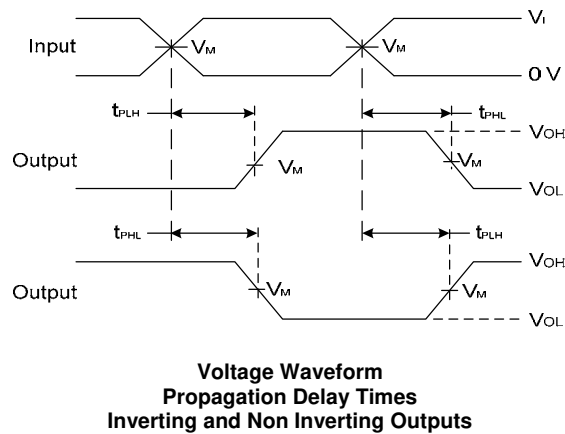 VI
Input
VM
VM
0 V
tPLH
tPHL
VOH
Output
VM
VM
VOL
tPHL
tPLH
VOH
Output
VM
VM
VOL
Voltage Waveform
Propagation Delay Times
Inverting and Non Inverting Outputs